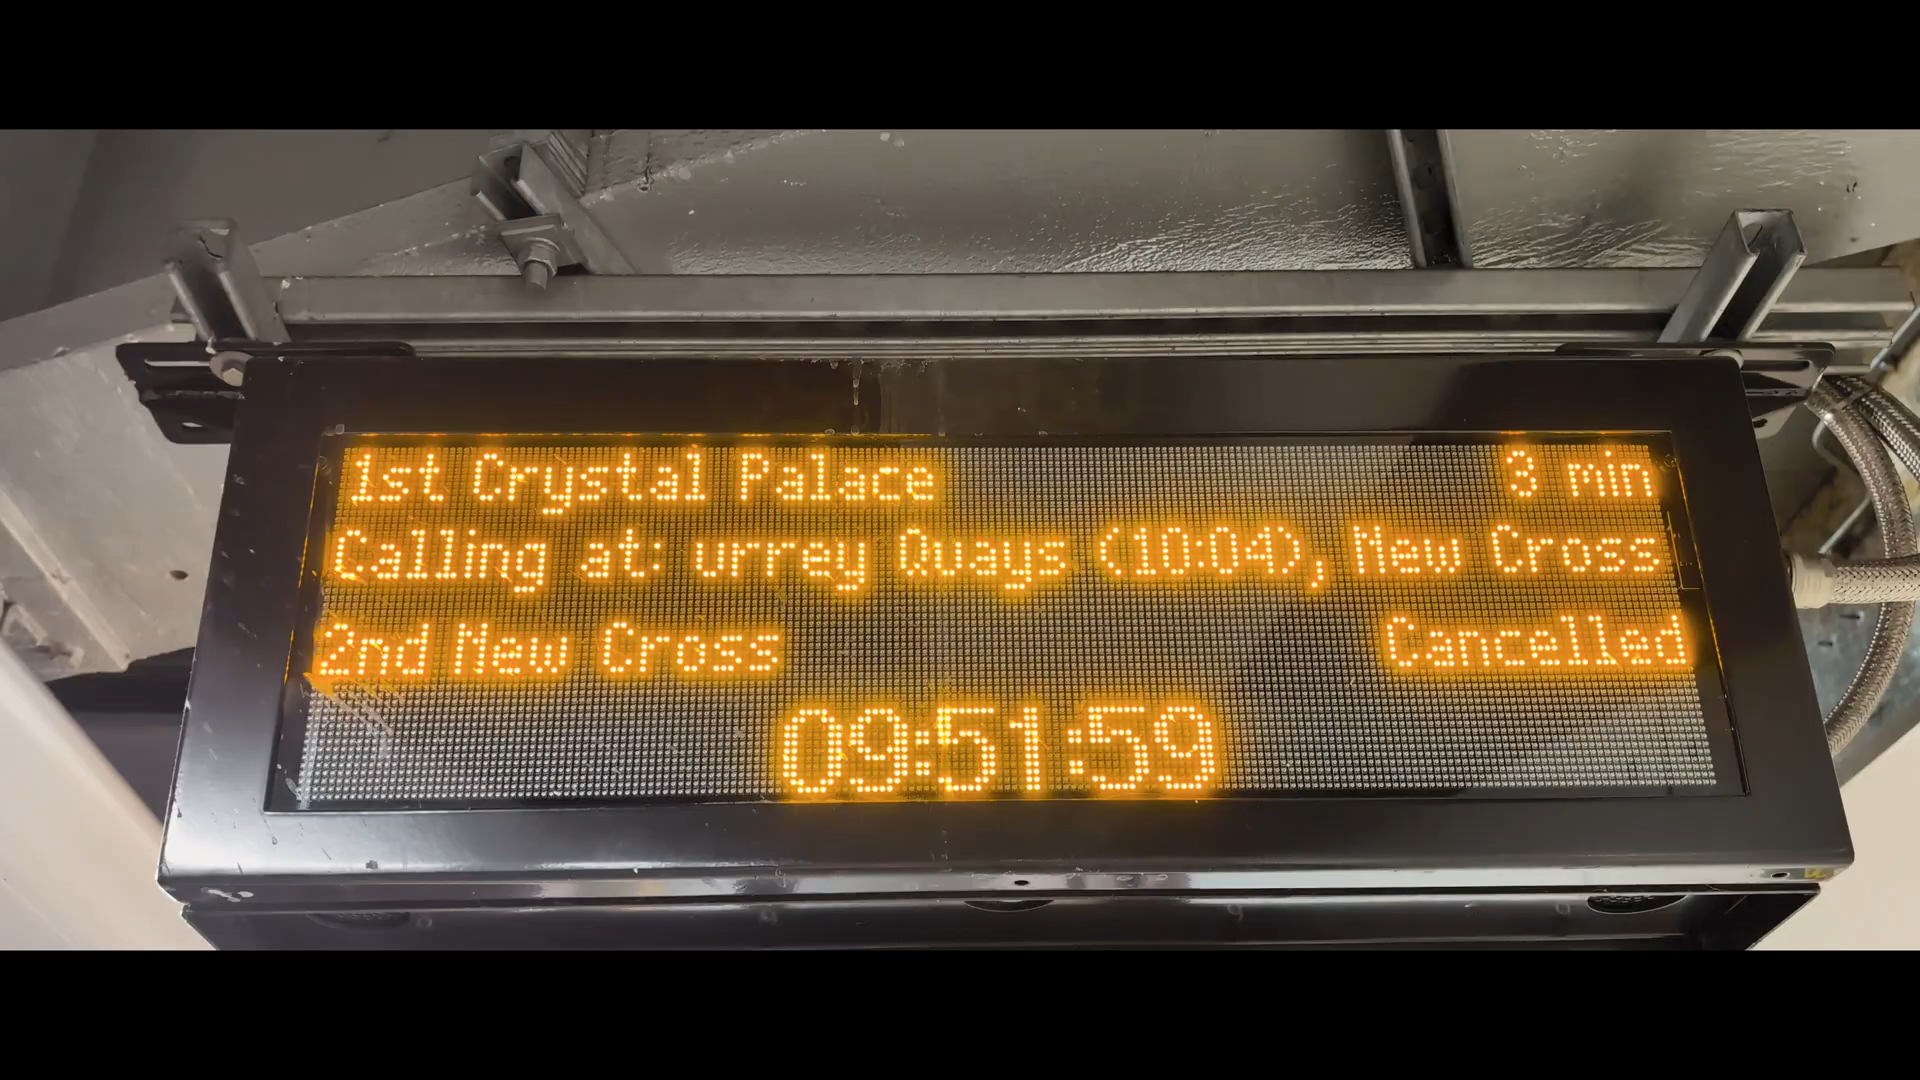 1st Crystal Palace 3 min
Calling at: urrey Quays (10:04), New Cross
2nd New Cross Cancelled
09:51:59